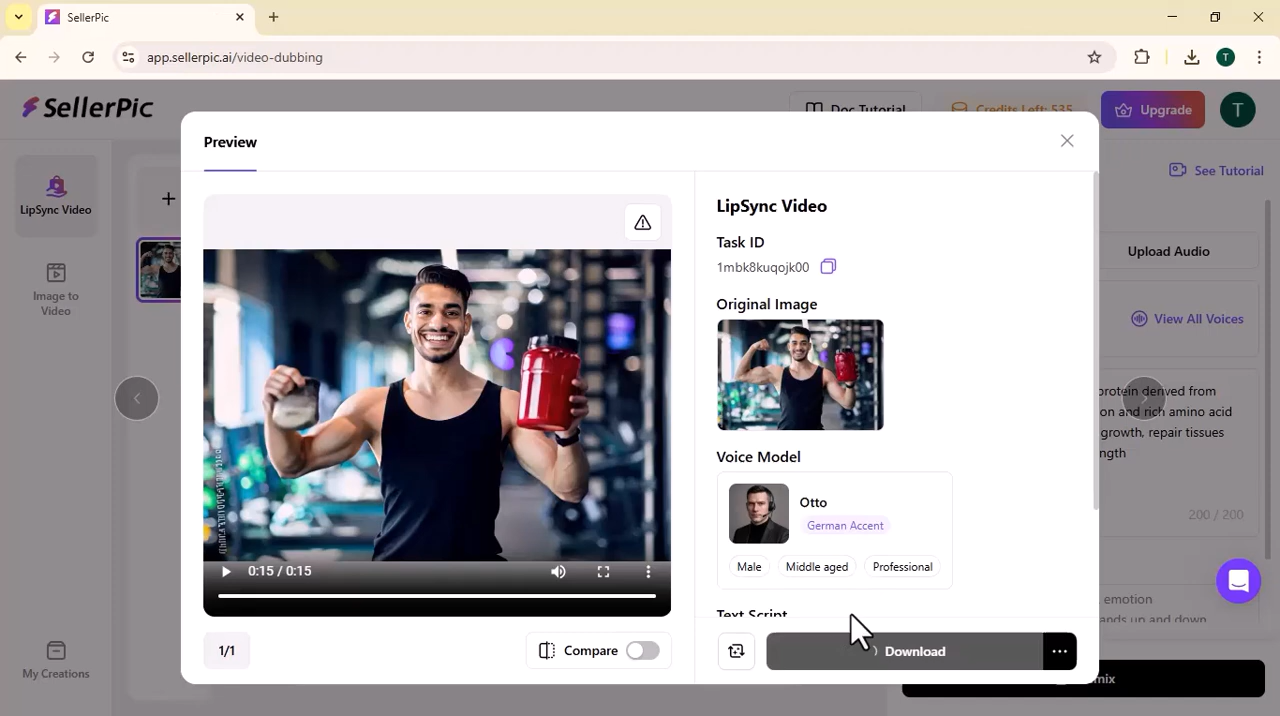 SellerPic
app.sellerpic.ai/video-dubbing
T
SellerPic
Doc Tutorial
Credits Left: 535
Upgrade
T
Preview
See Tutorial
LipSync Video
LipSync Video
Task ID
1mbk8kuqojk00
Upload Audio
Image to
Video
Original Image
View All Voices
protein derived from
on and rich amino acid
growth, repair tissues
ngth
Voice Model
Otto
German Accent
200 / 200
Male
Middle aged
Professional
0:15 / 0:15
emotion
ands up and down
Text Script
1/1
Compare
Download
My Creations
mix